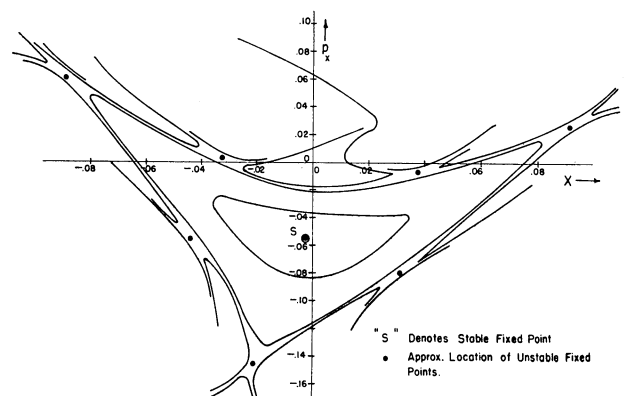 .10
p
x
.08
.06
.04
.02
0
-.08 -.06 -.04 -.02 0 .02 .04 .06 .08
X
-.04
S
-.06
-.08
-.10
-.12
"S" Denotes Stable Fixed Point
-.14
Approx. Location of Unstable Fixed
Points.
-.16